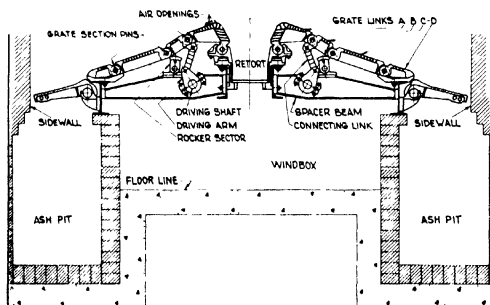 AIR OPENINGS
GRATE SECTION PINS
GRATE LINKS A B C-D
RETORT
SIDEWALL
DRIVING SHAFT
DRIVING ARM
ROCKER SECTOR
SPACER BEAM
CONNECTING LINK
SIDEWALL
WINDBOX
FLOOR LINE
ASH PIT
ASH PIT